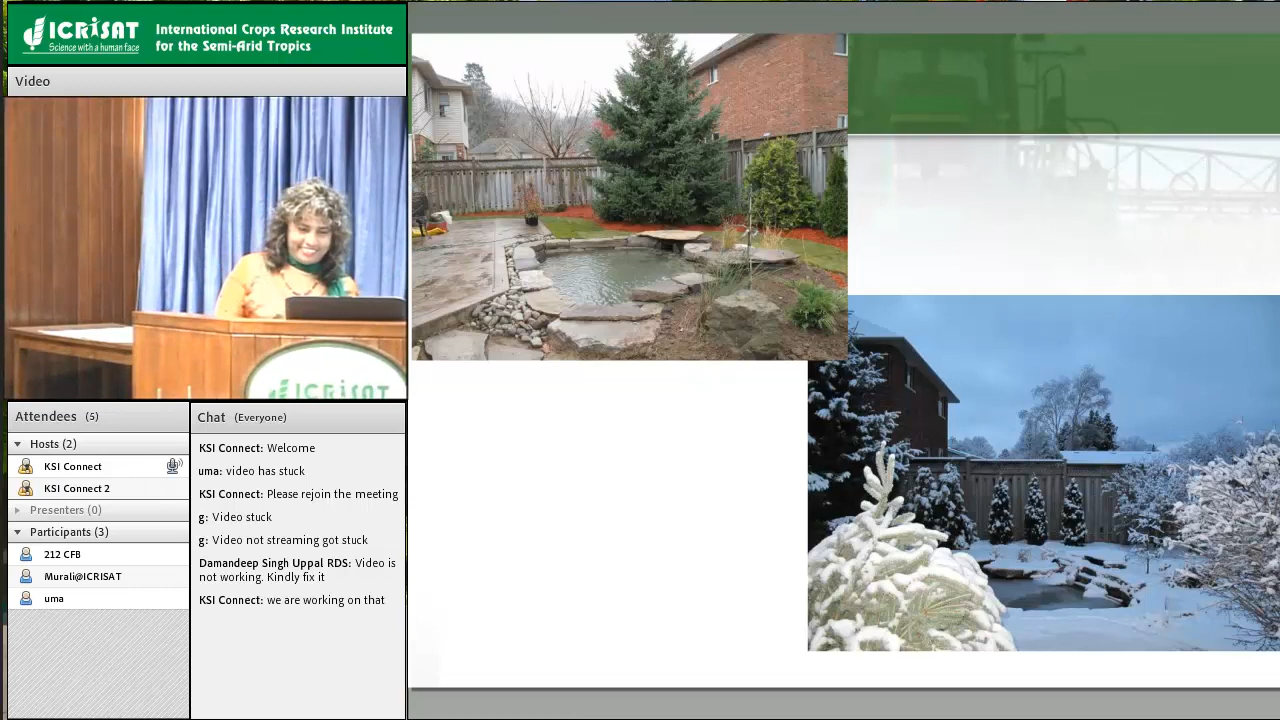 ICRISAT
Science with a human face
International Crops Research Institute
for the Semi-Arid Tropics
Video
ICRISAT
Attendees (5)
Hosts (2)
KSI Connect
KSI Connect 2
Presenters (0)
Participants (3)
212 CFB
Murali@ICRISAT
uma
Chat (Everyone)
KSI Connect: Welcome
uma: video has stuck
KSI Connect: Please rejoin the meeting
g: Video stuck
g: Video not streaming got stuck
Damandeep Singh Uppal RDS: Video is
not working. Kindly fix it
KSI Connect: we are working on that